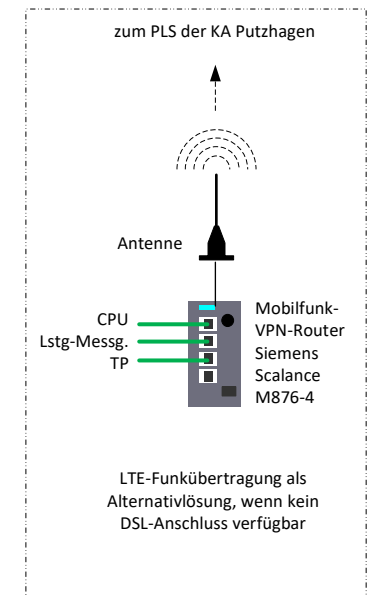 zum PLS der KA Putzhagen
Antenne
CPU
Lstg-Messg.
TP
Mobilfunk-
VPN-Router
Siemens
Scalance
M876-4
LTE-Funkübertragung als
Alternativlösung, wenn kein
DSL-Anschluss verfügbar